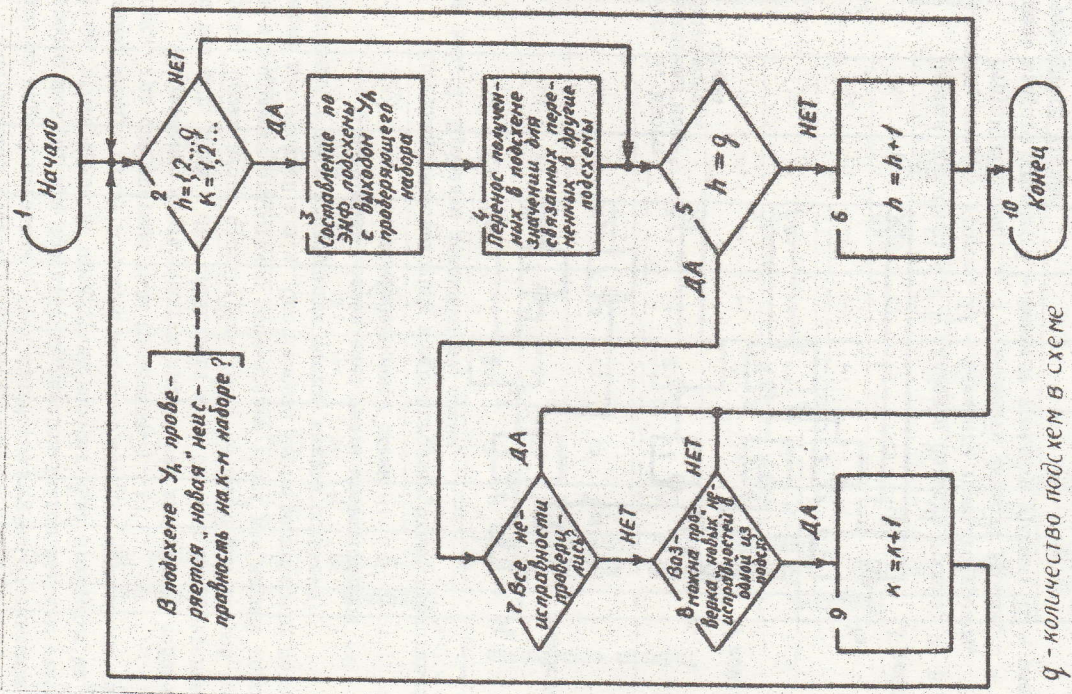 1
Начало
2
h=1,2...q
к=1,2...
НЕТ
ДА
В подсхеме Уh прове-
ряется „новая" неис-
правность на к-м наборе?
3
Составление по
ЭНФ подсхемы
с выходом Уh
проверяющего
набора
4
Перенос получен-
ных в подсхеме
значений для
связанных пере-
менных в другие
подсхемы
5
h=q
ДА
НЕТ
6
h=h+1
7
Все не-
исправности
проверились
ДА
НЕТ
8
Воз-
можна про-
верка „новых" не-
исправностей в
одной из
подсх.
НЕТ
ДА
9
к=к+1
10
Конец
q - количество подсхем в схеме